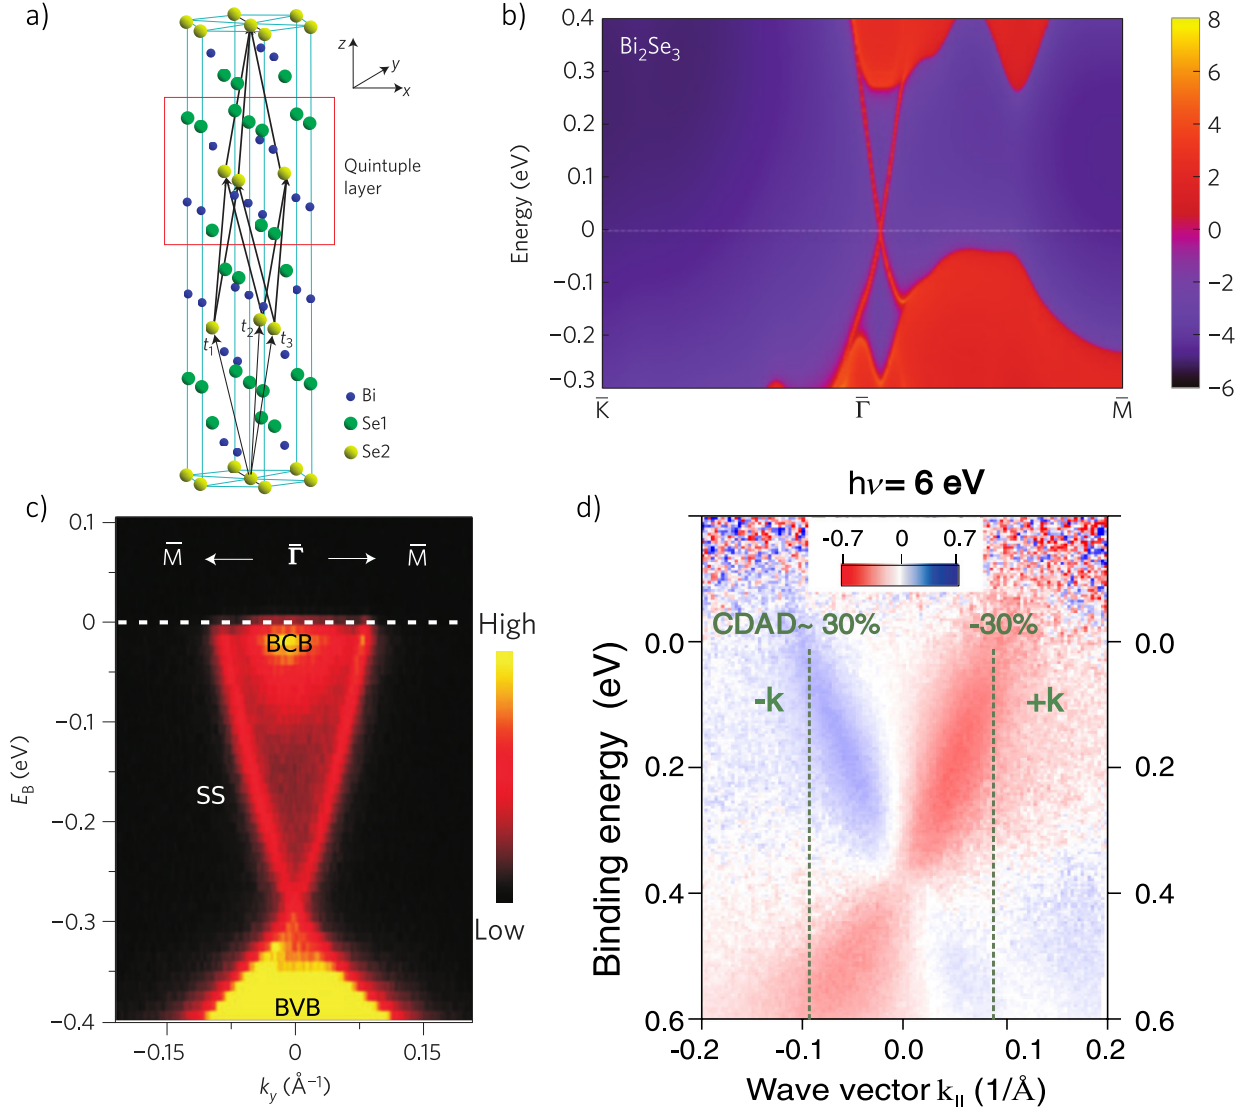 a)
z
y
x
Quintuple
layer
t1
t2
t3
Bi
Se1
Se2
b)
Bi₂Se₃
0.4
0.3
0.2
0.1
0
−0.1
−0.2
−0.3
Energy (eV)
K̅
Γ̅
M̅
8
6
4
2
0
−2
−4
−6
c)
M̅ ← Γ̅ → M̅
0.1
0
−0.1
−0.2
−0.3
−0.4
E_B (eV)
BCB
SS
BVB
−0.15
0
0.15
k_y (Å⁻¹)
High
Low
hν= 6 eV
d)
-0.7 0 0.7
CDAD~ 30% -30%
-k +k
0.0
0.2
0.4
0.6
Binding energy (eV)
0.0
0.2
0.4
0.6
-0.2 -0.1 0.0 0.1 0.2
Wave vector k_|| (1/Å)